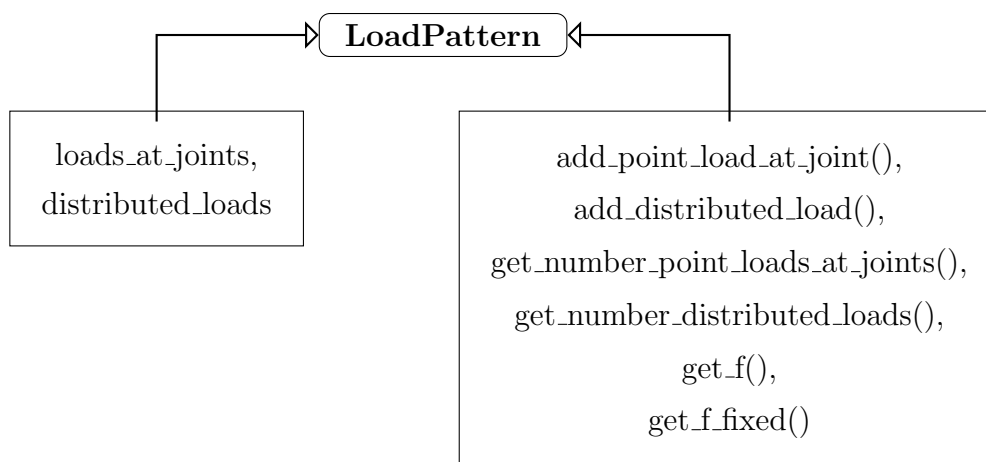 LoadPattern
loads_at_joints,
distributed_loads
add_point_load_at_joint(),
add_distributed_load(),
get_number_point_loads_at_joints(),
get_number_distributed_loads(),
get_f(),
get_f_fixed()